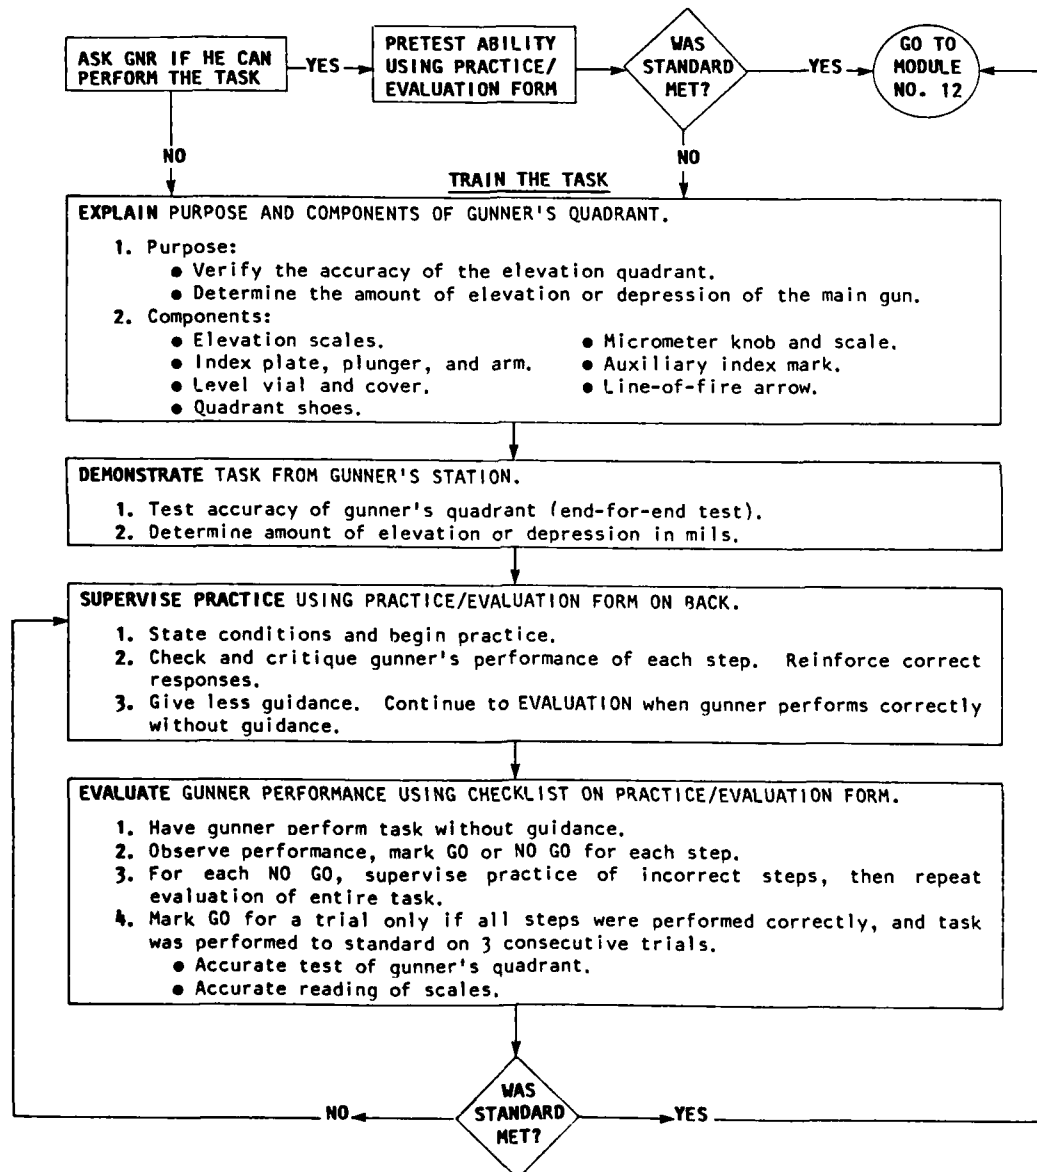 ASK GNR IF HE CAN
PERFORM THE TASK
YES
PRETEST ABILITY
USING PRACTICE/
EVALUATION FORM
WAS
STANDARD
MET?
YES
GO TO
MODULE
NO. 12
NO
NO
TRAIN THE TASK
EXPLAIN PURPOSE AND COMPONENTS OF GUNNER'S QUADRANT.
1. Purpose:
● Verify the accuracy of the elevation quadrant.
● Determine the amount of elevation or depression of the main gun.
2. Components:
● Elevation scales.
● Index plate, plunger, and arm.
● Level vial and cover.
● Quadrant shoes.
● Micrometer knob and scale.
● Auxiliary index mark.
● Line-of-fire arrow.
DEMONSTRATE TASK FROM GUNNER'S STATION.
1. Test accuracy of gunner's quadrant (end-for-end test).
2. Determine amount of elevation or depression in mils.
SUPERVISE PRACTICE USING PRACTICE/EVALUATION FORM ON BACK.
1. State conditions and begin practice.
2. Check and critique gunner's performance of each step. Reinforce correct
responses.
3. Give less guidance. Continue to EVALUATION when gunner performs correctly
without guidance.
EVALUATE GUNNER PERFORMANCE USING CHECKLIST ON PRACTICE/EVALUATION FORM.
1. Have gunner perform task without guidance.
2. Observe performance, mark GO or NO GO for each step.
3. For each NO GO, supervise practice of incorrect steps, then repeat
evaluation of entire task.
4. Mark GO for a trial only if all steps were performed correctly, and task
was performed to standard on 3 consecutive trials.
● Accurate test of gunner's quadrant.
● Accurate reading of scales.
NO
WAS
STANDARD
MET?
YES